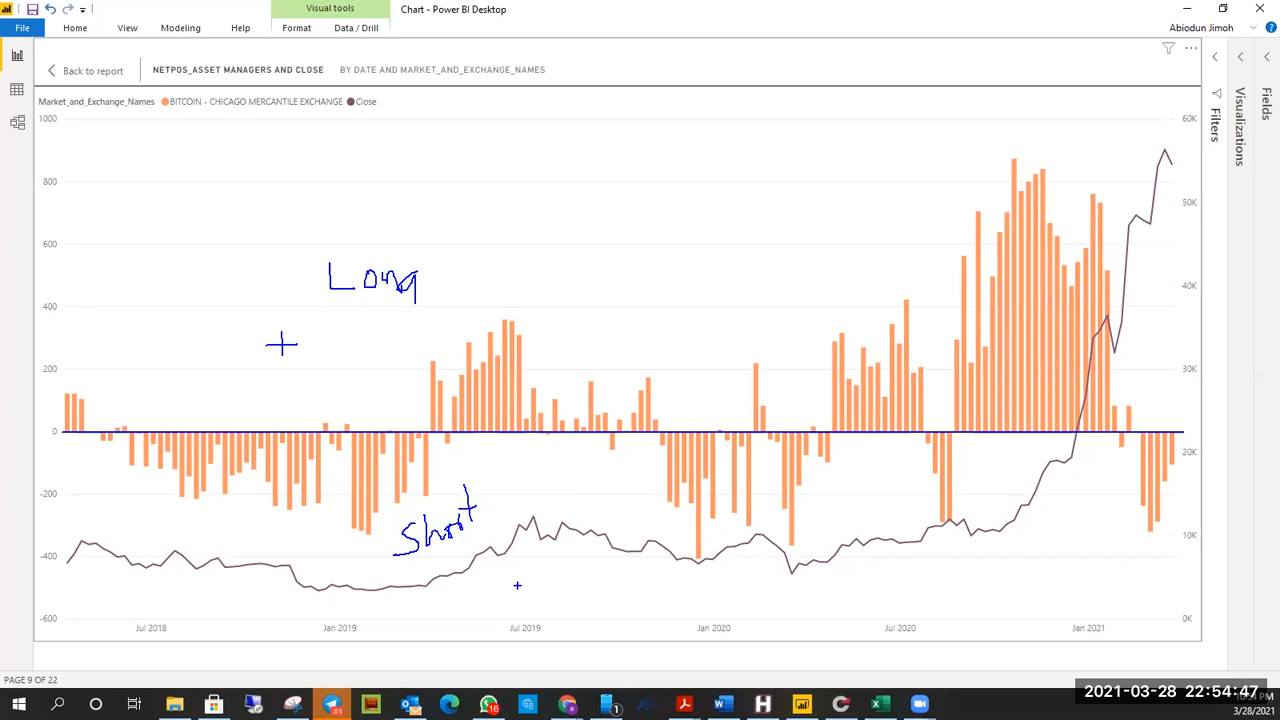 Visual tools
Chart - Power BI Desktop
File Home View Modeling Help Format Data / Drill
Abiodun Jimoh
Back to report NETPOS_ASSET MANAGERS AND CLOSE BY DATE AND MARKET_AND_EXCHANGE_NAMES
Market_and_Exchange_Names BITCOIN - CHICAGO MERCANTILE EXCHANGE Close
1000 60K
800
50K
600
400 40K
200 30K
0
20K
-200
-400 10K
-600 0K
Long
+
Short
Jul 2018 Jan 2019 Jul 2019 Jan 2020 Jul 2020 Jan 2021
Filters
Visualizations
Fields
PAGE 9 OF 22
2021-03-28 22:54:47
3/28/2021
16
1